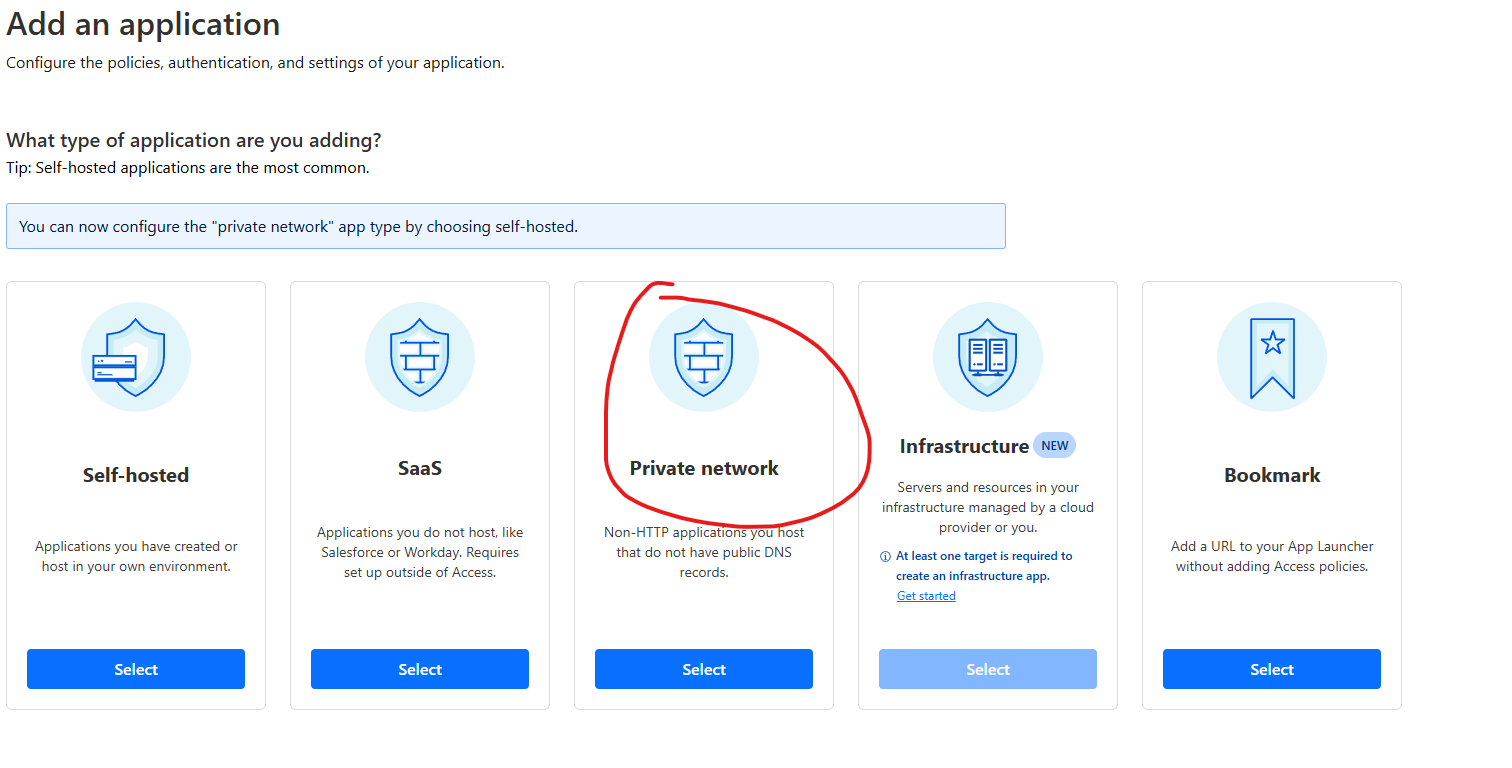 Add an application
Configure the policies, authentication, and settings of your application.
What type of application are you adding?
Tip: Self-hosted applications are the most common.
You can now configure the "private network" app type by choosing self-hosted.
Self-hosted
Applications you have created or
host in your own environment.
Select
SaaS
Applications you do not host, like
Salesforce or Workday. Requires
set up outside of Access.
Select
Private network
Non-HTTP applications you host
that do not have public DNS
records.
Select
Infrastructure NEW
Servers and resources in your
infrastructure managed by a cloud
provider or you.
At least one target is required to
create an infrastructure app.
Get started
Select
Bookmark
Add a URL to your App Launcher
without adding Access policies.
Select